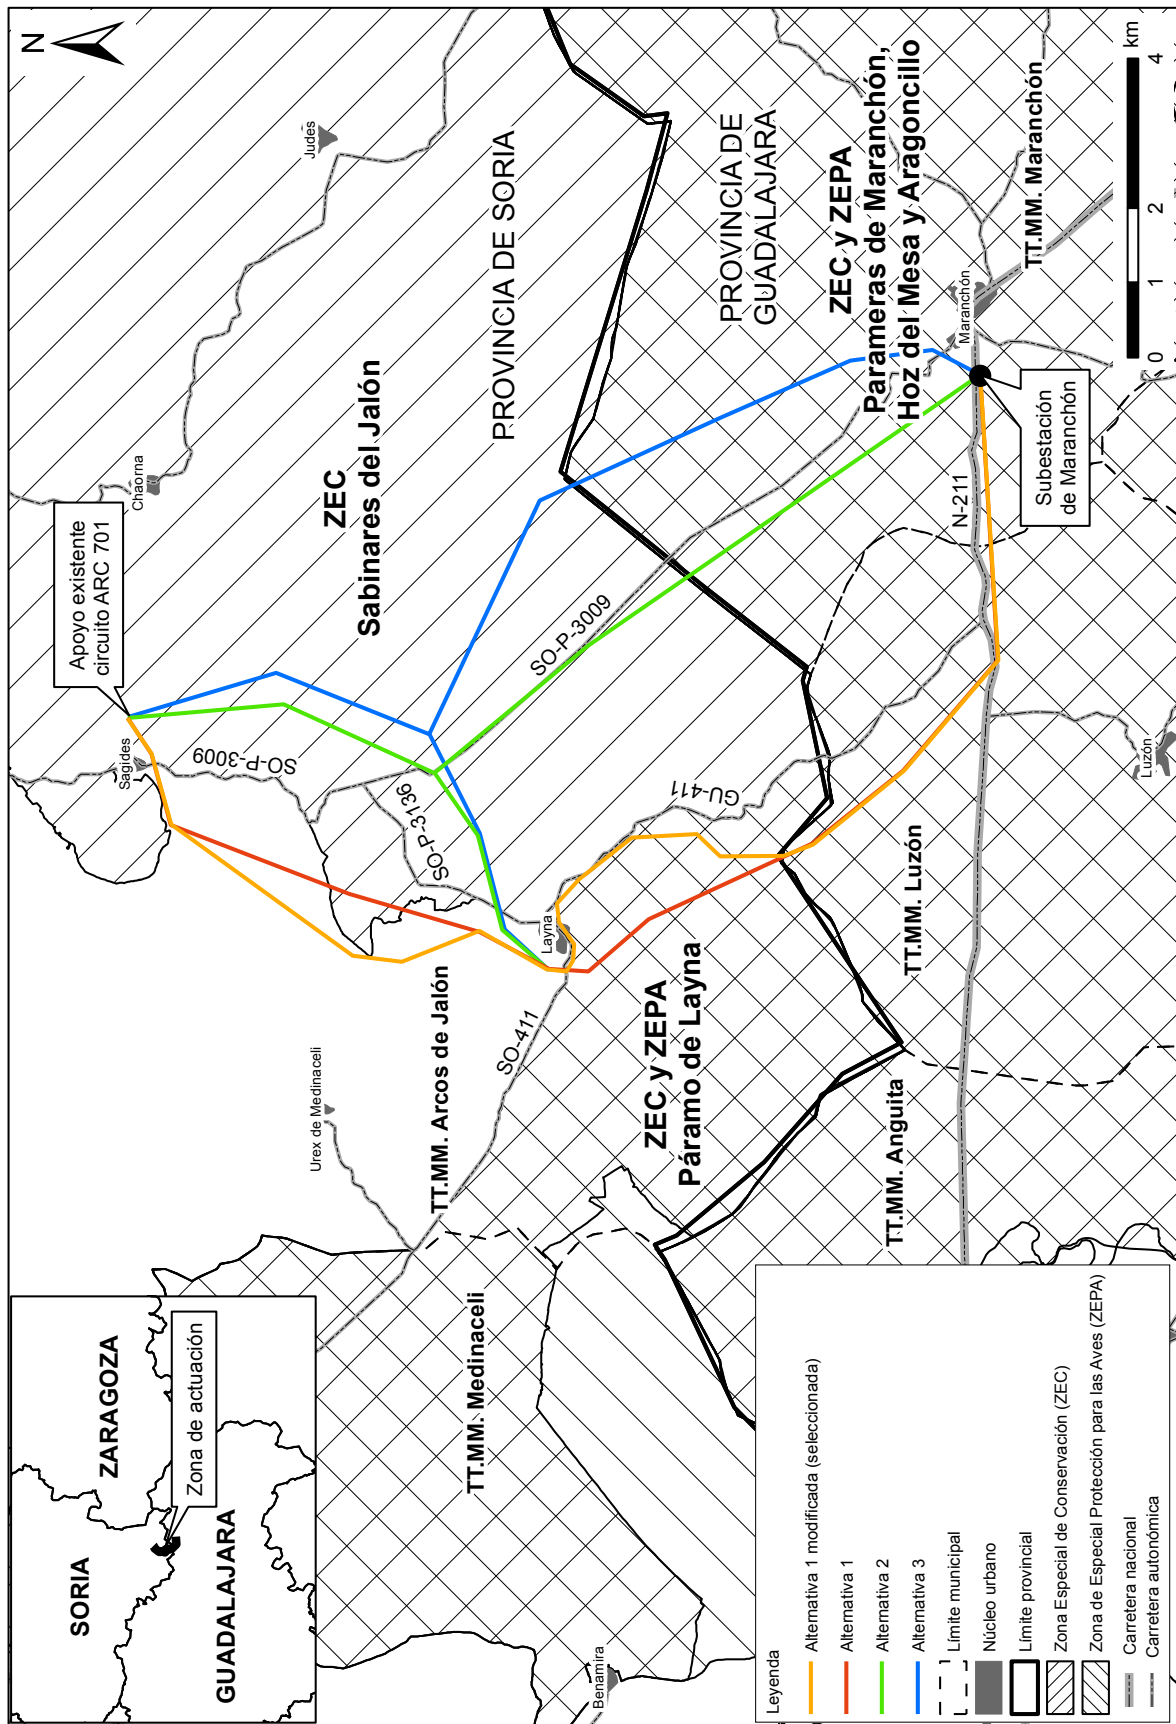 SORIA
ZARAGOZA
GUADALAJARA
Zona de actuación
N
Apoyo existente
circuito ARC 701
Sagides
Chaorna
Judes
Urex de Medinaceli
SO-P-3009
ZEC
Sabinares del Jalón
PROVINCIA DE SORIA
SO-P-3136
TT.MM. Arcos de Jalón
TT.MM. Medinaceli
SO-411
Layna
SO-P-3009
Benamira
ZEC y ZEPA
Páramo de Layna
GU-411
PROVINCIA DE
GUADALAJARA
ZEC y ZEPA
Parameras de Maranchón,
Hoz del Mesa y Aragoncillo
TT.MM. Anguita
TT.MM. Luzón
N-211
Maranchón
TT.MM. Maranchón
Subestación
de Maranchón
Luzón
Leyenda
Alternativa 1 modificada (seleccionada)
Alternativa 1
Alternativa 2
Alternativa 3
Límite municipal
Núcleo urbano
Límite provincial
Zona Especial de Conservación (ZEC)
Zona de Especial Protección para las Aves (ZEPA)
Carretera nacional
Carretera autonómica
km
0 1 2 4